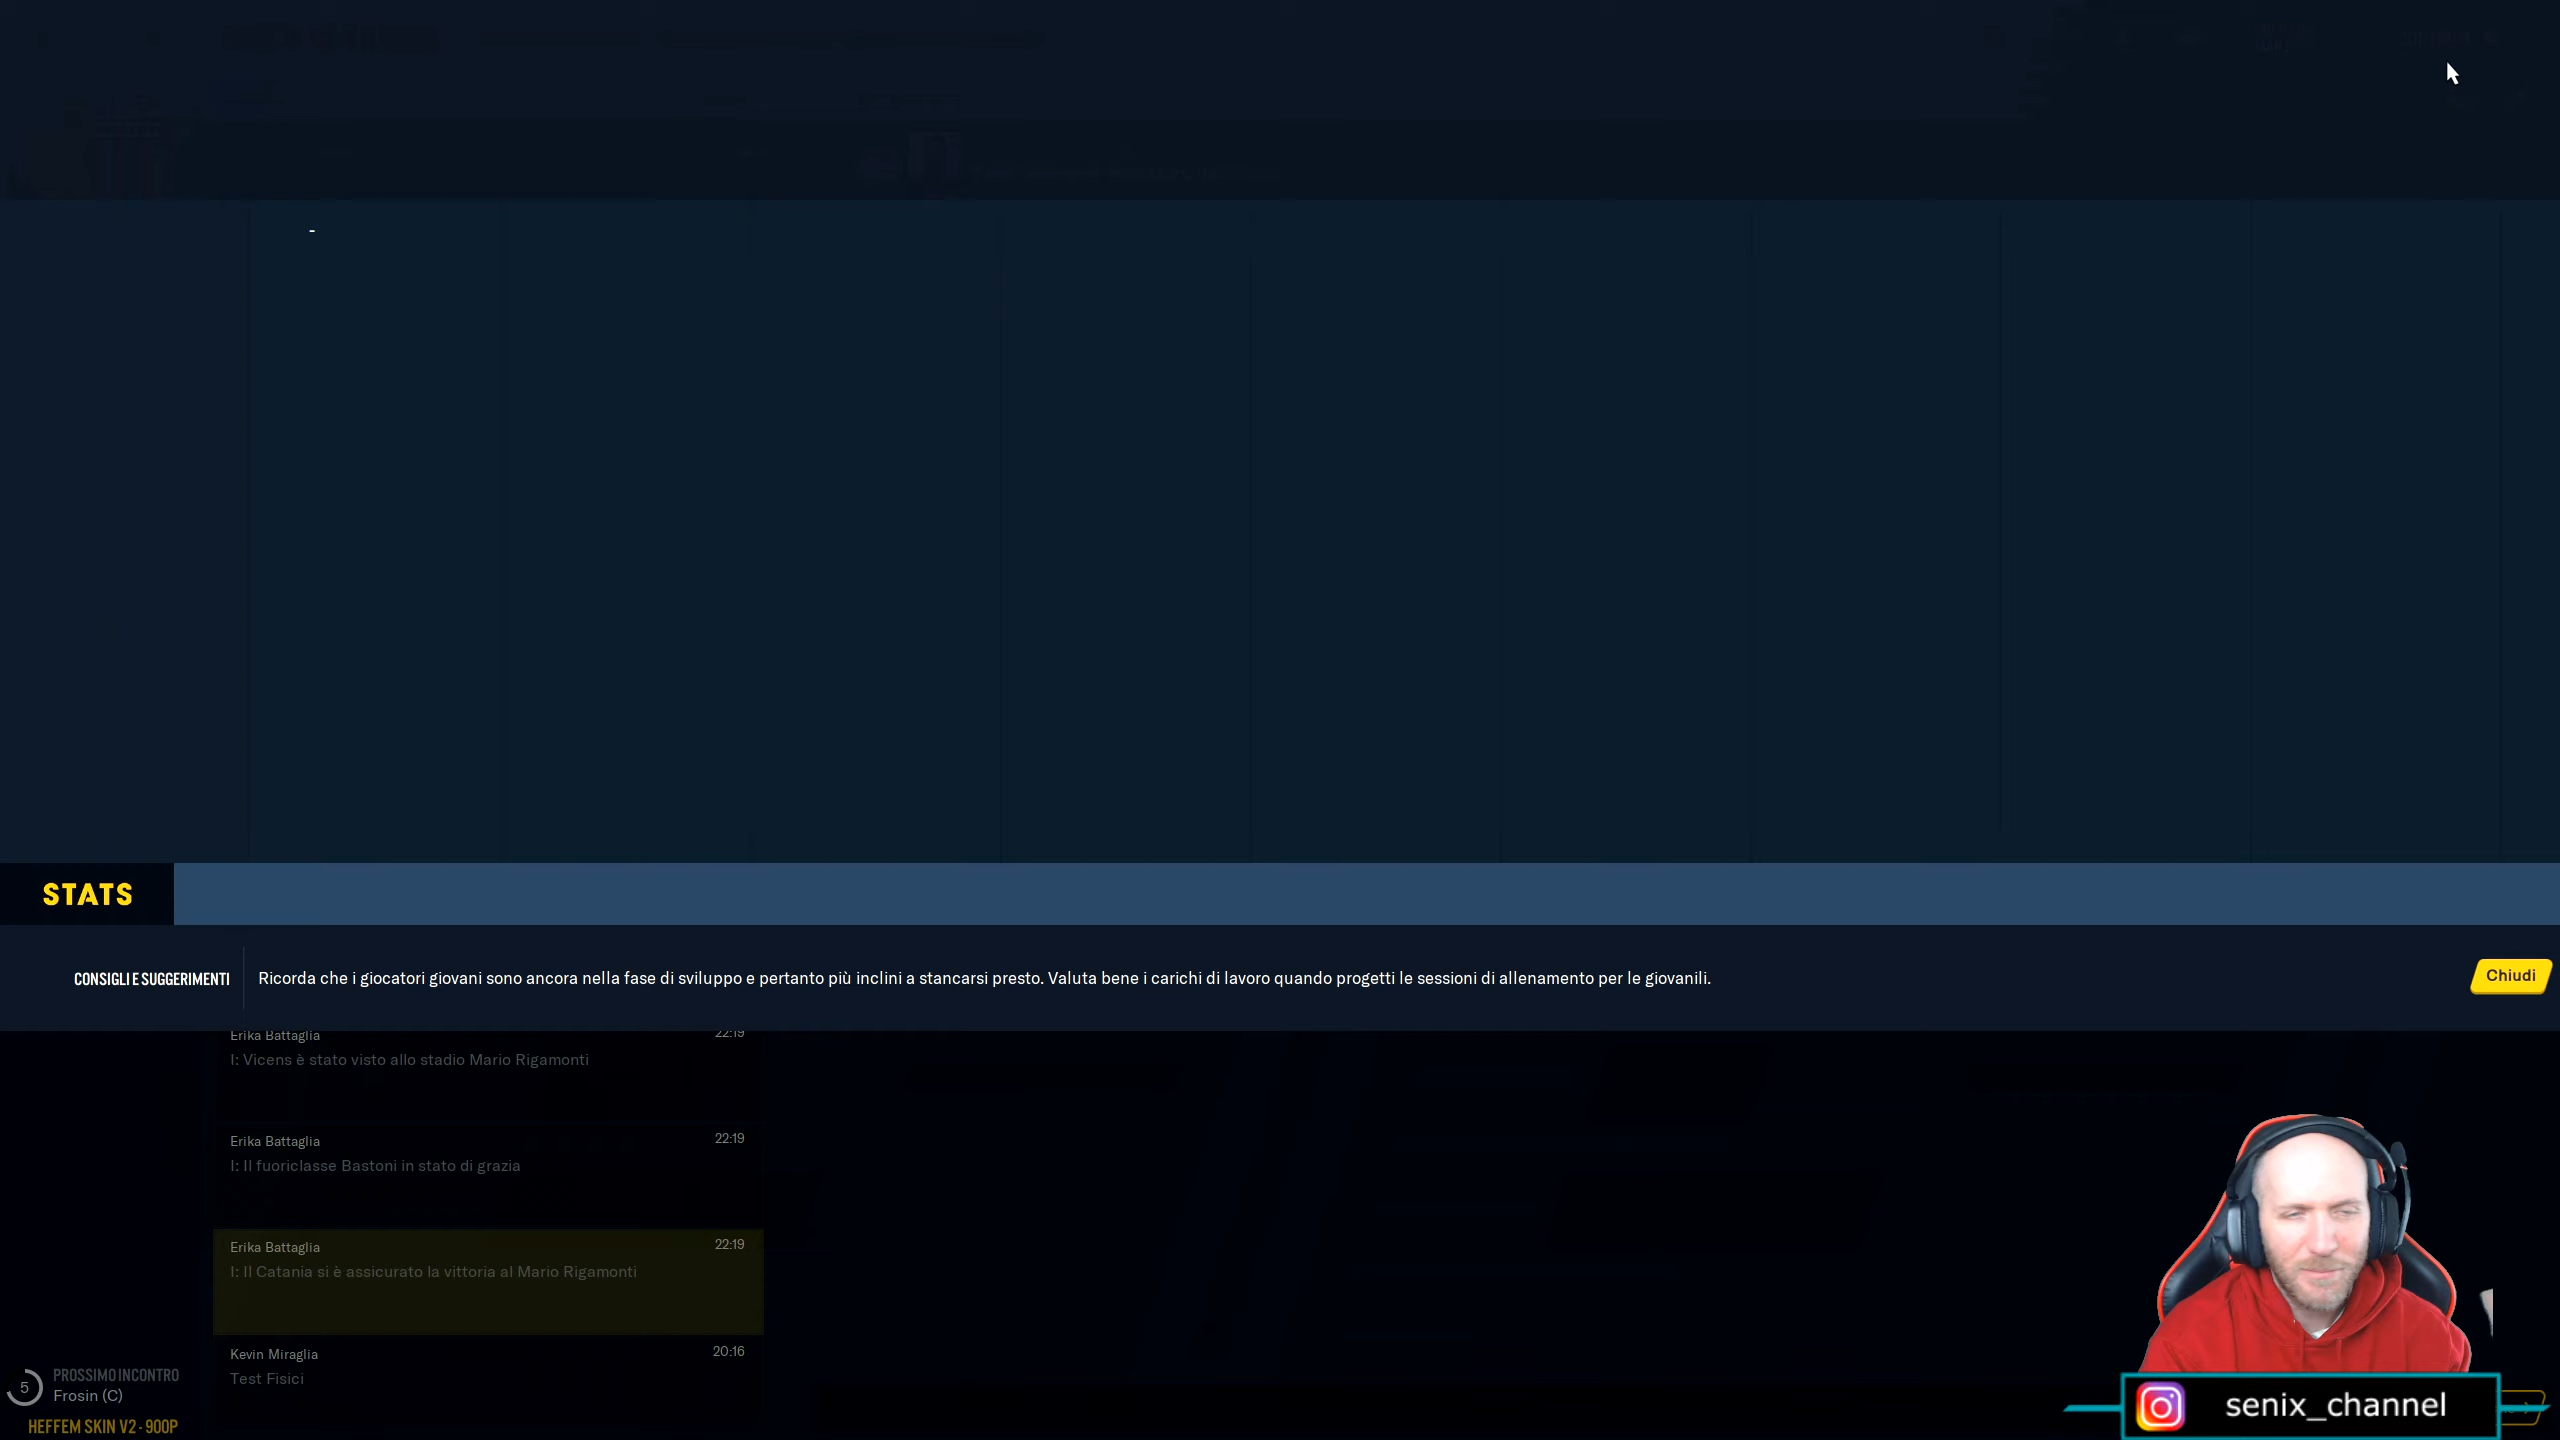 -
STATS
CONSIGLI E SUGGERIMENTI
Ricorda che i giocatori giovani sono ancora nella fase di sviluppo e pertanto più inclini a stancarsi presto. Valuta bene i carichi di lavoro quando progetti le sessioni di allenamento per le giovanili.
Chiudi
Erika Battaglia 22:19
I: Vicens è stato visto allo stadio Mario Rigamonti
Erika Battaglia 22:19
I: Il fuoriclasse Bastoni in stato di grazia
Erika Battaglia 22:19
I: Il Catania si è assicurato la vittoria al Mario Rigamonti
Kevin Miraglia 20:16
Test Fisici
5
PROSSIMO INCONTRO
Frosin (C)
HEFFEM SKIN V2 - 900P
senix_channel